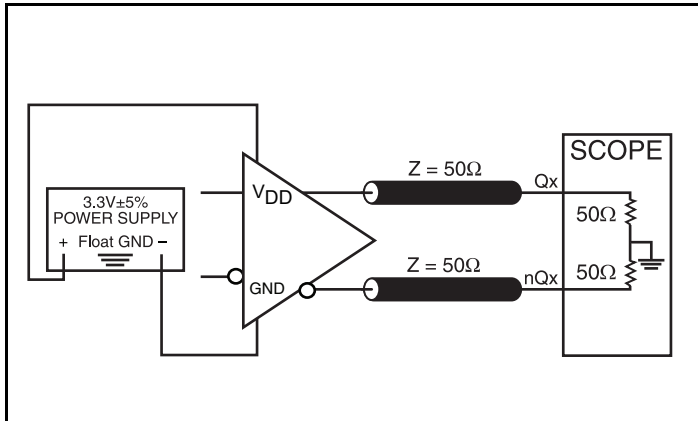 SCOPE
Z = 50Ω
Qx
3.3V±5%
POWER SUPPLY
+ Float GND –
VDD
50Ω
GND
Z = 50Ω
nQx
50Ω